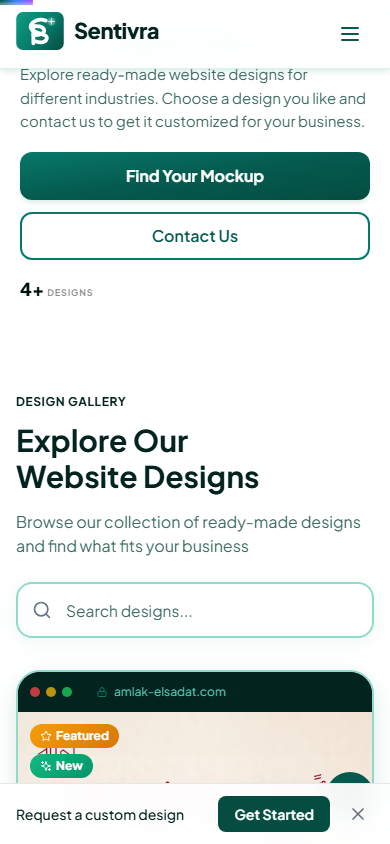 Sentivra
Explore ready-made website designs for
different industries. Choose a design you like and
contact us to get it customized for your business.
Find Your Mockup
Contact Us
4+ DESIGNS
DESIGN GALLERY
Explore Our
Website Designs
Browse our collection of ready-made designs
and find what fits your business
Search designs...
amlak-elsadat.com
Featured
New
Request a custom design
Get Started